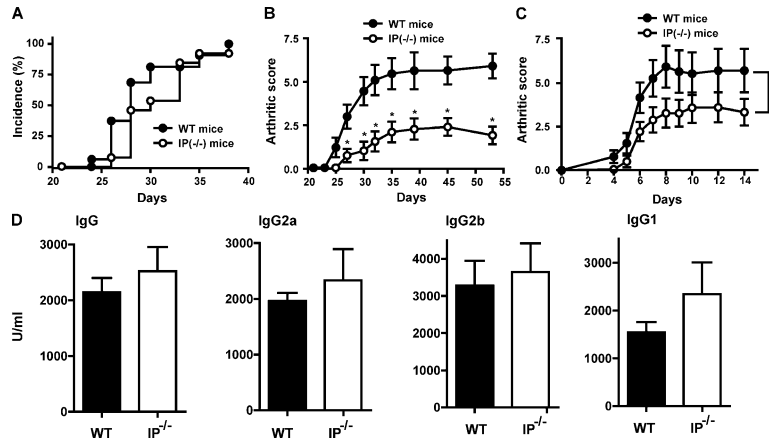 A
Incidence (%)
100
75
50
25
0
WT mice
IP(-/-) mice
20 25 30 35 40
Days
B
Arthritic score
7.5
5.0
2.5
0.0
WT mice
IP(-/-) mice
* * * * * * *
20 25 30 35 40 45 50 55
Days
C
Arthritic score
7.5
5.0
2.5
0.0
WT mice
IP(-/-) mice
0 2 4 6 8 10 12 14
Days
D
U/ml
IgG
3000
2000
1000
0
WT IP-/-
IgG2a
3000
2000
1000
0
WT IP-/-
IgG2b
4000
3000
2000
1000
0
WT IP-/-
IgG1
3000
2000
1000
0
WT IP-/-